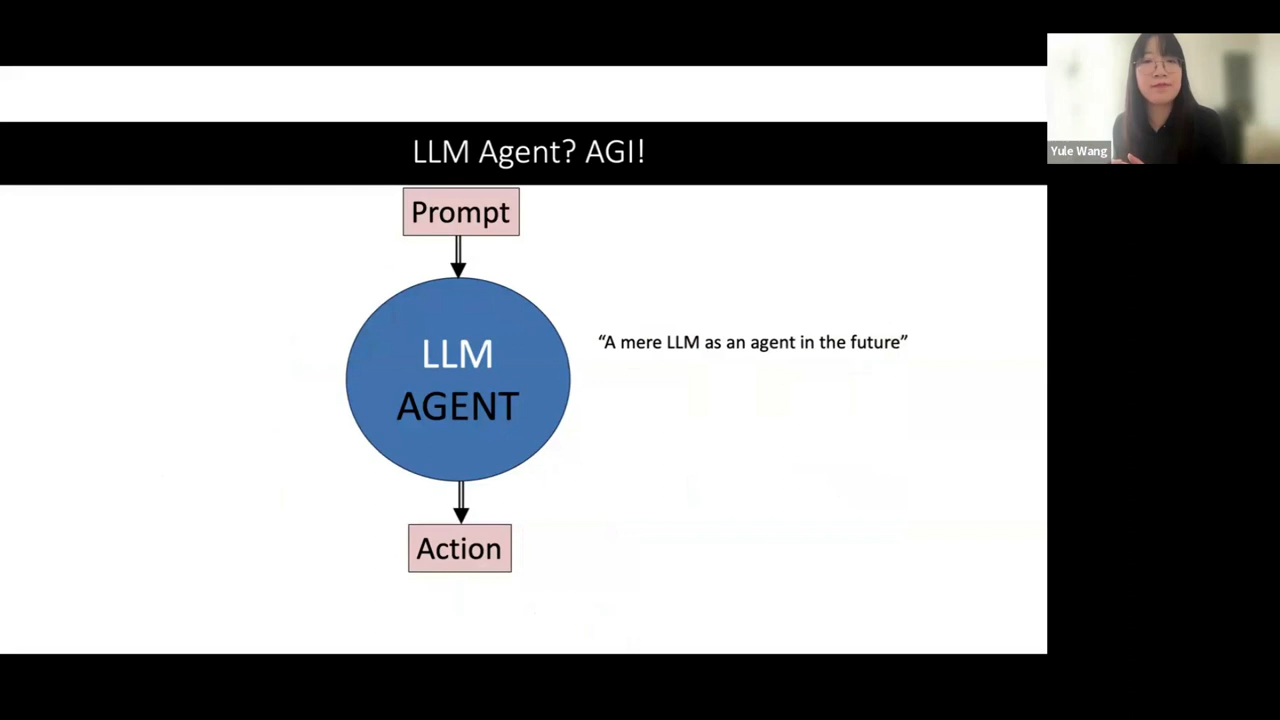 LLM Agent? AGI!
Yule Wang
Prompt
“A mere LLM as an agent in the future”
LLM
AGENT
Action